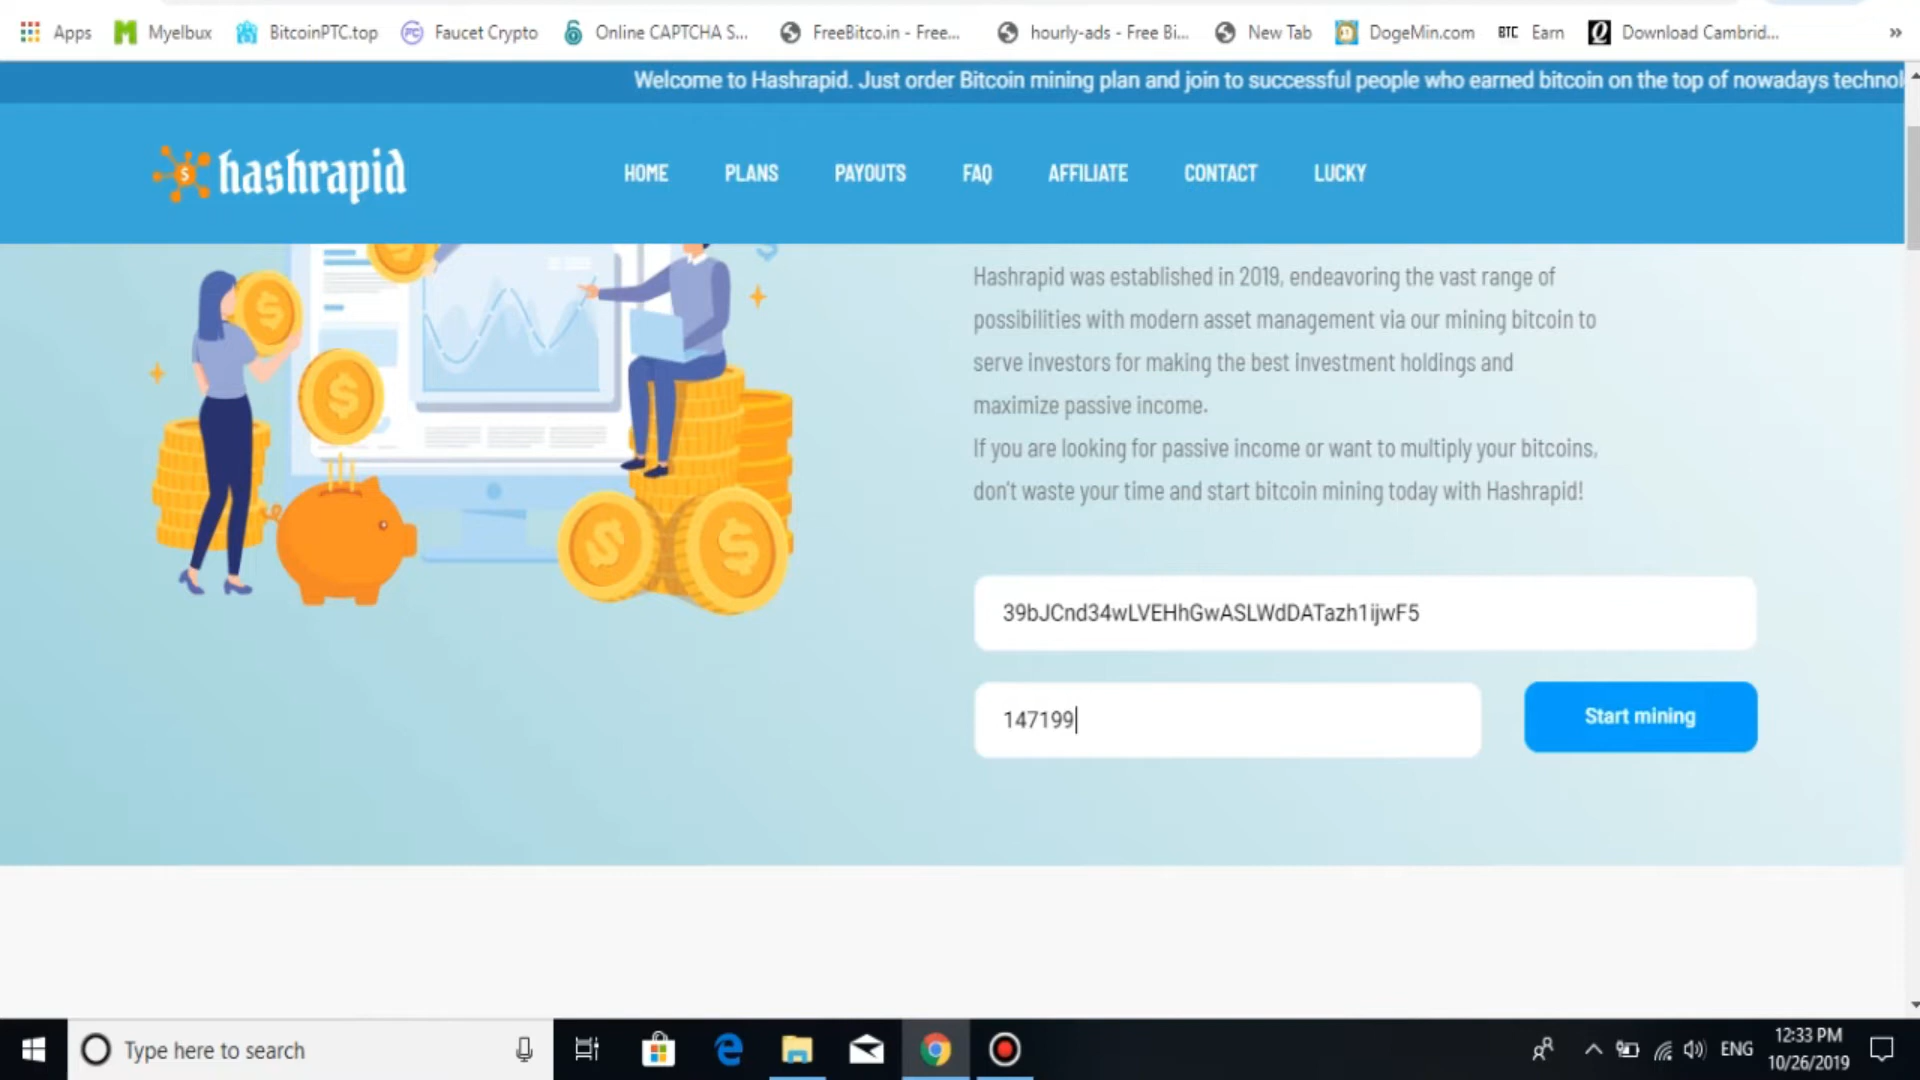 Apps Myelbux BitcoinPTC.top Faucet Crypto Online CAPTCHA S... FreeBitco.in - Free... hourly-ads - Free Bi... New Tab DogeMin.com BTC Earn Download Cambrid... »
Welcome to Hashrapid. Just order Bitcoin mining plan and join to successful people who earned bitcoin on the top of nowadays technol
hashrapid HOME PLANS PAYOUTS FAQ AFFILIATE CONTACT LUCKY
Hashrapid was established in 2019, endeavoring the vast range of
possibilities with modern asset management via our mining bitcoin to
serve investors for making the best investment holdings and
maximize passive income.
If you are looking for passive income or want to multiply your bitcoins,
don't waste your time and start bitcoin mining today with Hashrapid!
39bJCnd34wLVEHhGwASLWdDATazh1ijwF5
147199
Start mining
Type here to search
ENG
12:33 PM
10/26/2019